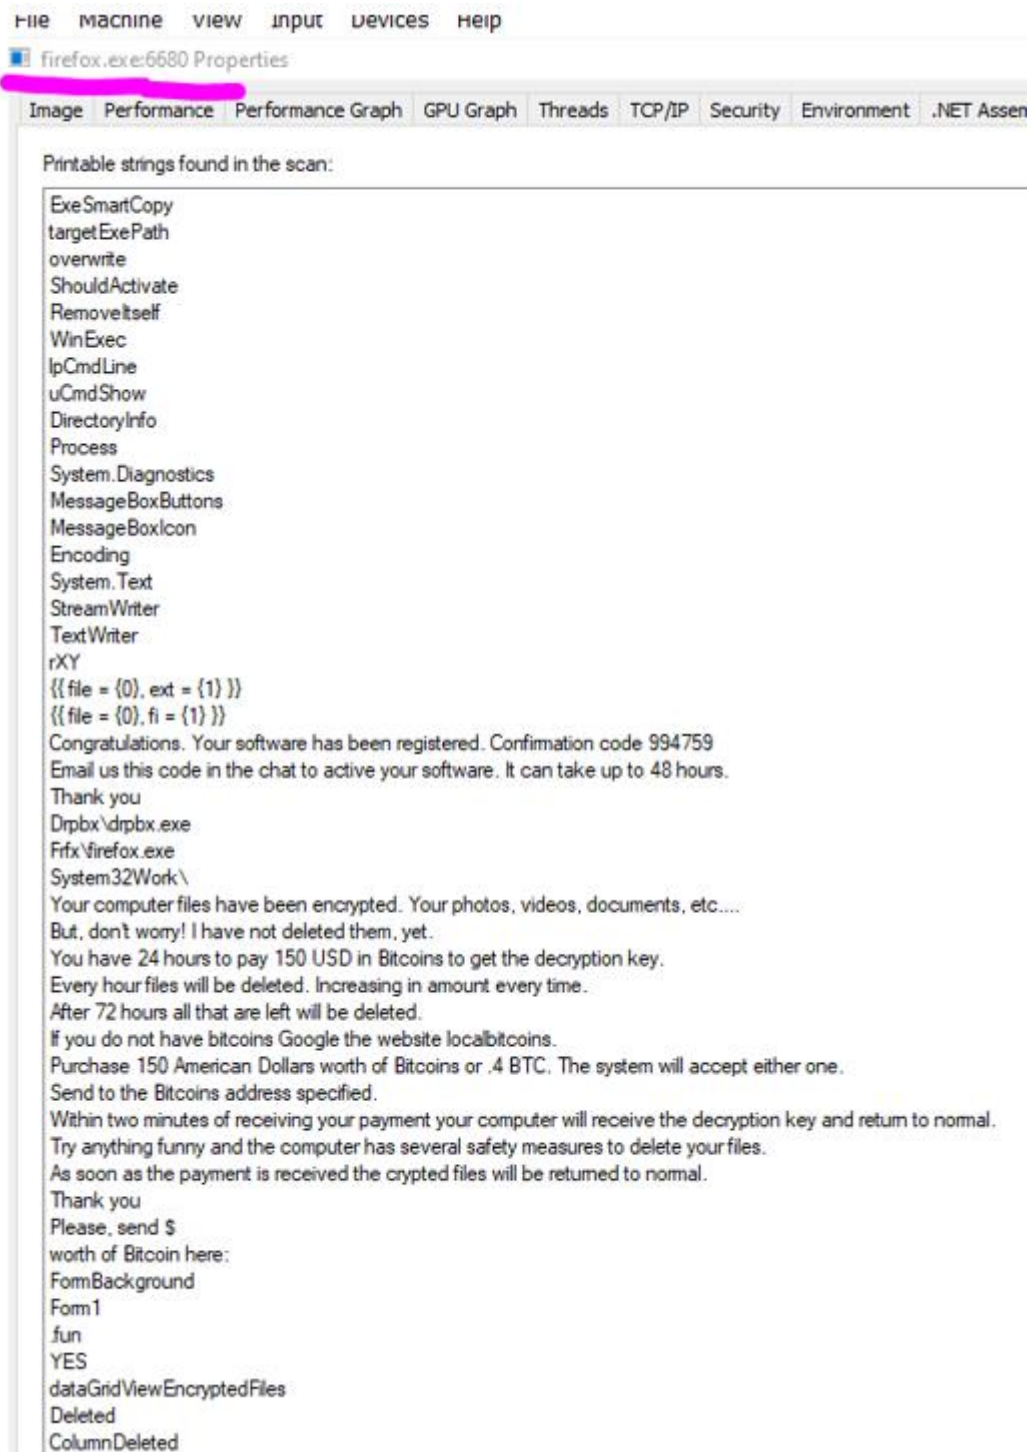 File Machine View Input Devices Help
firefox.exe:6680 Properties
Image Performance Performance Graph GPU Graph Threads TCP/IP Security Environment .NET Assem
Printable strings found in the scan:
ExeSmartCopy
targetExePath
overwrite
ShouldActivate
RemoveItself
WinExec
lpCmdLine
uCmdShow
DirectoryInfo
Process
System.Diagnostics
MessageBoxButtons
MessageBoxIcon
Encoding
System.Text
StreamWriter
TextWriter
rXY
{{ file = {0}, ext = {1} }}
{{ file = {0}, fi = {1} }}
Congratulations. Your software has been registered. Confirmation code 994759
Email us this code in the chat to active your software. It can take up to 48 hours.
Thank you
Drpbx\drpbx.exe
Frfx\firefox.exe
System32Work\
Your computer files have been encrypted. Your photos, videos, documents, etc....
But, don't worry! I have not deleted them, yet.
You have 24 hours to pay 150 USD in Bitcoins to get the decryption key.
Every hour files will be deleted. Increasing in amount every time.
After 72 hours all that are left will be deleted.
If you do not have bitcoins Google the website localbitcoins.
Purchase 150 American Dollars worth of Bitcoins or .4 BTC. The system will accept either one.
Send to the Bitcoins address specified.
Within two minutes of receiving your payment your computer will receive the decryption key and return to normal.
Try anything funny and the computer has several safety measures to delete your files.
As soon as the payment is received the crypted files will be returned to normal.
Thank you
Please, send $
worth of Bitcoin here:
FormBackground
Form1
.fun
YES
dataGridViewEncryptedFiles
Deleted
ColumnDeleted